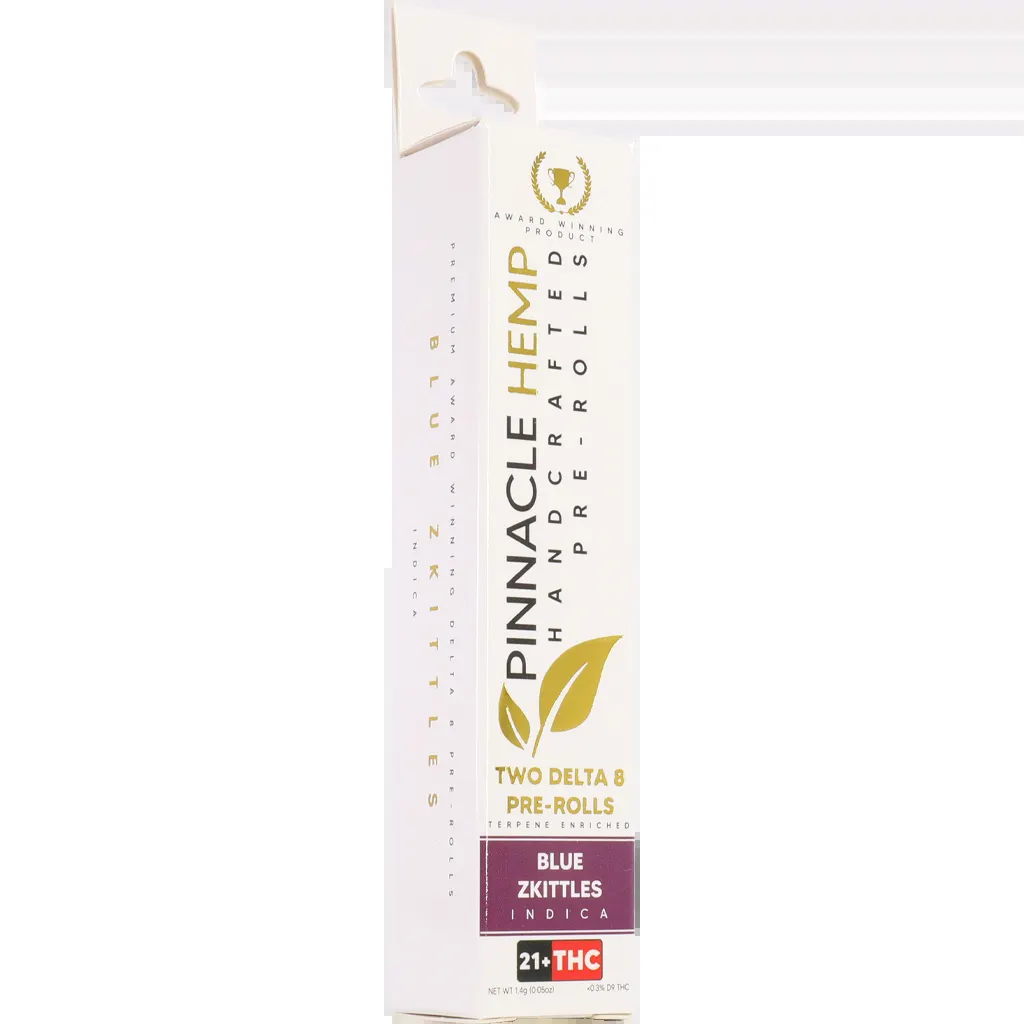 AWARD WINNING
PRODUCT
PINNACLE HEMP
HANDCRAFTED
PRE-ROLLS
TWO DELTA 8
PRE-ROLLS
TERPENE ENRICHED
BLUE
ZKITTLES
INDICA
21+ THC
NET WT 1.4g (0.05oz)
<0.3% D9 THC
PREMIUM AWARD WINNING DELTA 8 PRE-ROLLS
BLUE ZKITTLES
INDICA